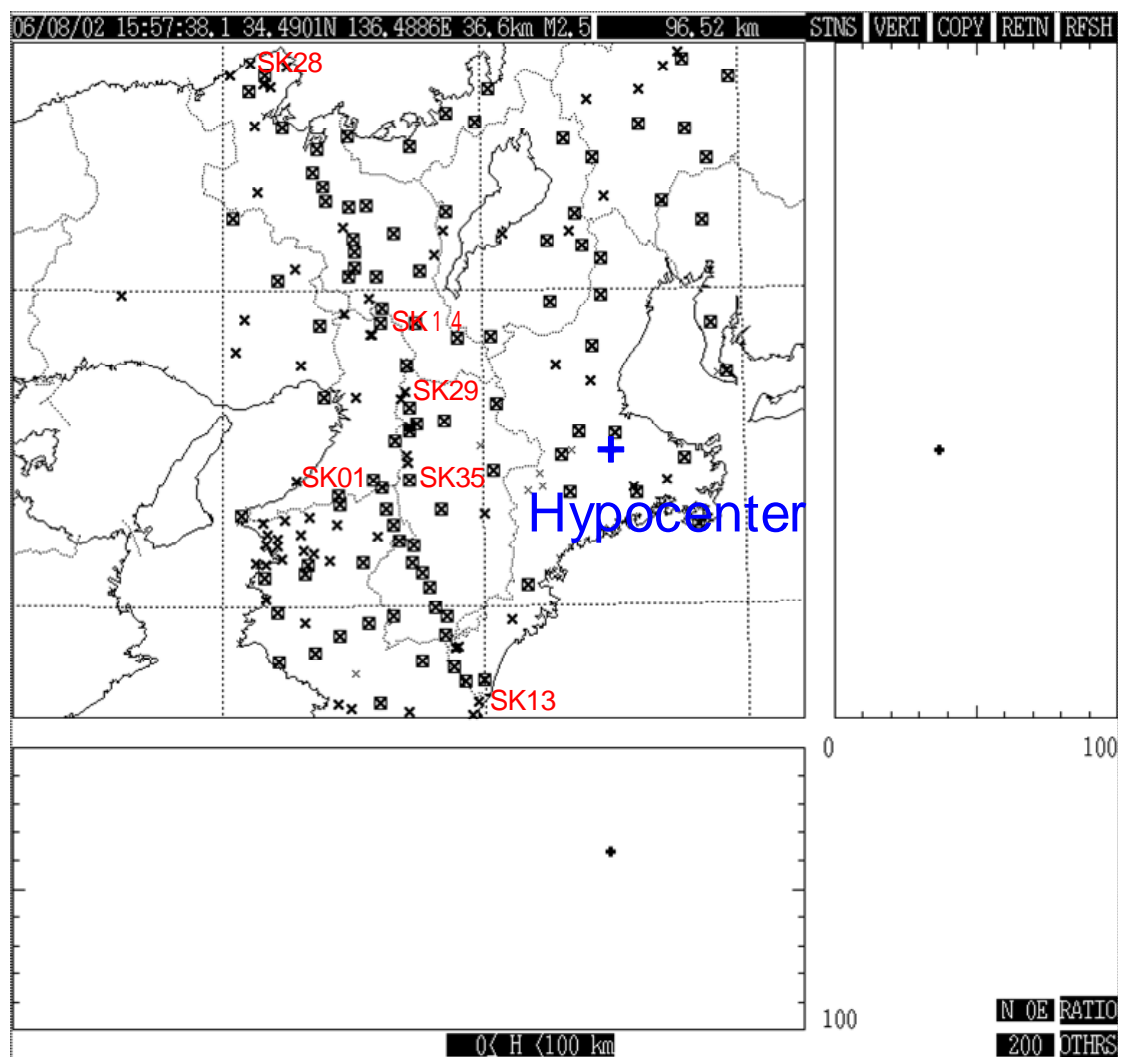 06/08/02 15:57:38.1 34.4901N 136.4886E 36.6km M2.5 96.52 km STNS VERT COPY RETN RFSH
SK28
SK14
SK29
SK01 SK35
Hypocenter
SK13
0 100
100
N 0E RATIO
0< H <100 km 200 OTHRS